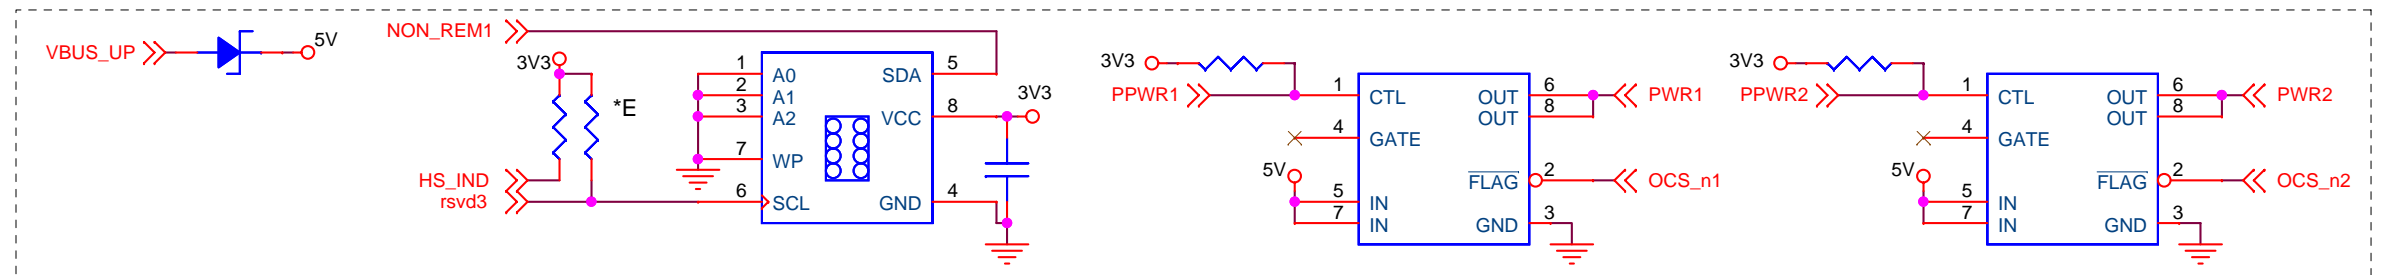 VBUS_UP
5V
NON_REM1
3V3
*E
HS_IND
rsvd3
1 A0 SDA 5
2 A1
3 A2 VCC 8
7 WP
6 SCL GND 4
3V3
3V3
PPWR1
1 CTL OUT 6
OUT 8
PWR1
4 GATE
5V
FLAG 2
OCS_n1
5 IN
7 IN GND 3
3V3
PPWR2
1 CTL OUT 6
OUT 8
PWR2
4 GATE
5V
FLAG 2
OCS_n2
5 IN
7 IN GND 3